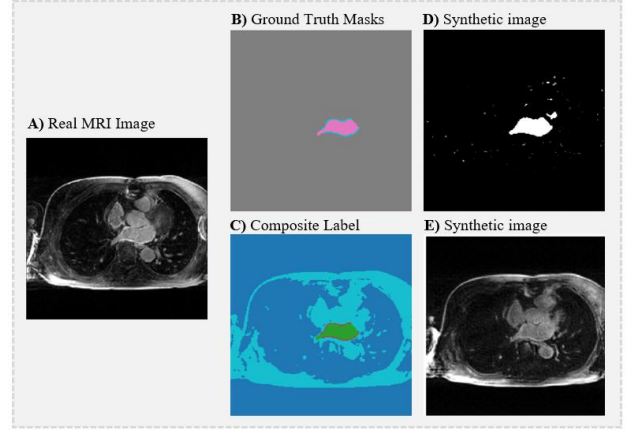 B) Ground Truth Masks
D) Synthetic image
A) Real MRI Image
C) Composite Label
E) Synthetic image